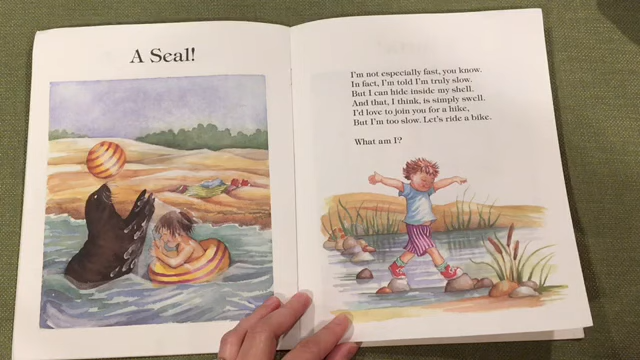 A Seal!
I'm not especially fast, you know.
In fact, I'm told I'm truly slow.
But I can hide inside my shell.
And that, I think, is simply swell.
I'd love to join you for a hike,
But I'm too slow. Let's ride a bike.
What am I?